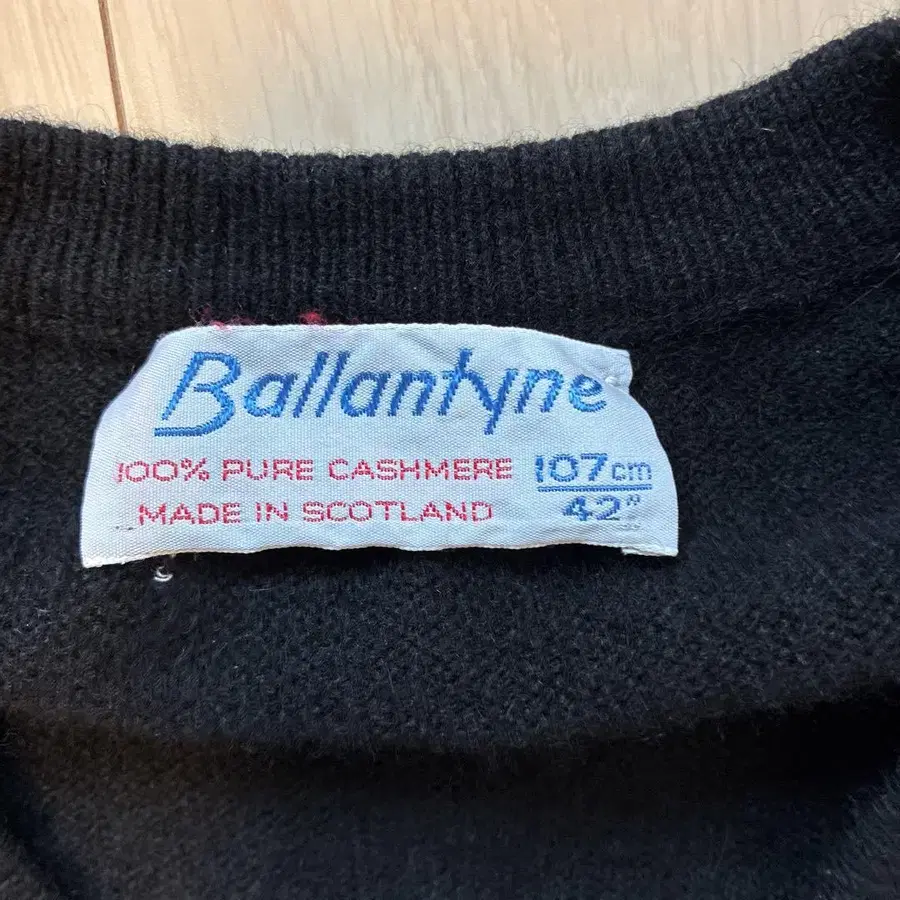 Ballantyne
100% PURE CASHMERE 107cm
MADE IN SCOTLAND 42"